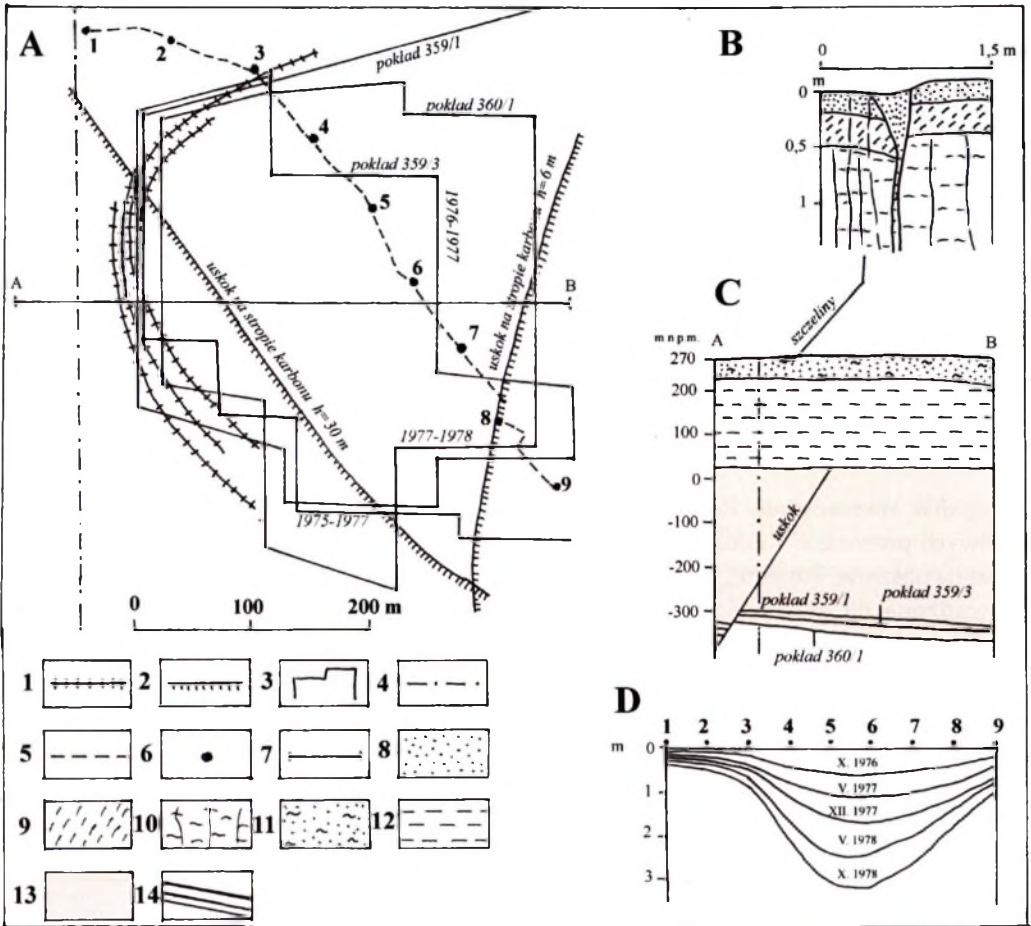 A
1
2
3
pokład 359/1
pokład 360/1
4
pokład 359/3
5
1976-1977
uskok na stropie karbonu h=6 m
6
A
B
uskok na stropie karbonu h=30 m
7
8
1977-1978
9
1975-1977
0 100 200 m
B
0 1,5 m
m
0
0,5
1
szczeliny
C
m n p.m.
A
B
270
200
100
0
-100
-200
-300
uskok
pokład 359/1
pokład 359/3
pokład 360/1
D
1 2 3 4 5 6 7 8 9
m
0
1
2
3
X. 1976
V. 1977
XII. 1977
V. 1978
X. 1978
1 2 3 4
5 6 7 8
9 10 11 12
13 14